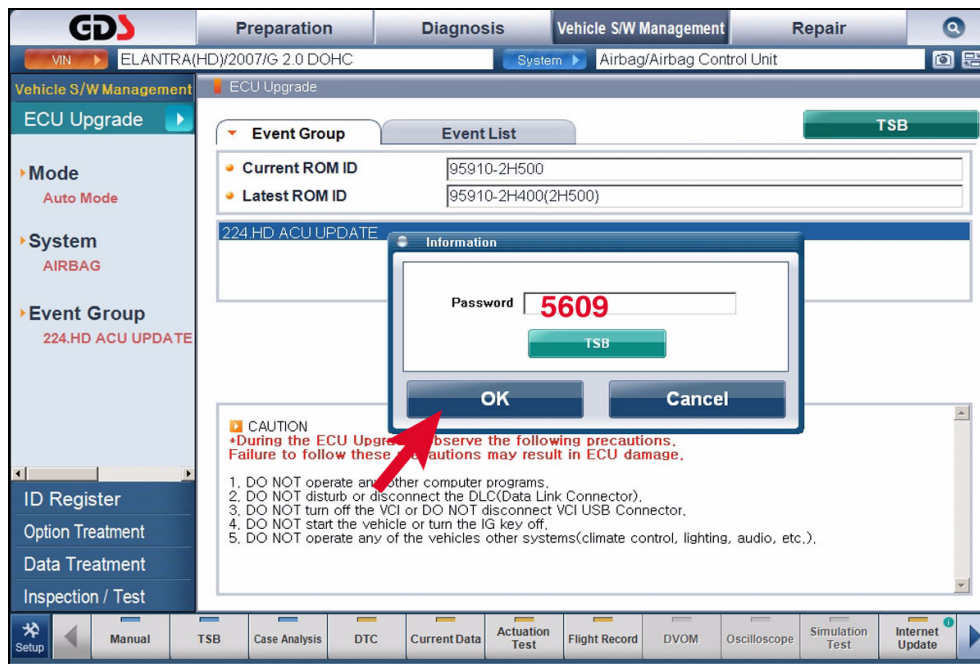 GDS
Preparation
Diagnosis
Vehicle S/W Management
Repair
VIN
ELANTRA(HD)/2007/G 2.0 DOHC
System
Airbag/Airbag Control Unit
Vehicle S/W Management
ECU Upgrade
ECU Upgrade
Event Group
Event List
TSB
Mode
Auto Mode
System
AIRBAG
Event Group
224.HD ACU UPDATE
Current ROM ID
95910-2H500
Latest ROM ID
95910-2H400(2H500)
224.HD ACU UPDATE
Information
Password
5609
TSB
OK
Cancel
CAUTION
*During the ECU Upgr bserve the following precautions.
Failure to follow these autions may result in ECU damage.
1. DO NOT operate any other computer programs.
2. DO NOT disturb or disconnect the DLC(Data Link Connector).
3. DO NOT turn off the VCI or DO NOT disconnect VCI USB Connector.
4. DO NOT start the vehicle or turn the IG key off.
5. DO NOT operate any of the vehicles other systems(climate control, lighting, audio, etc.).
ID Register
Option Treatment
Data Treatment
Inspection / Test
Setup
Manual
TSB
Case Analysis
DTC
Current Data
Actuation
Test
Flight Record
DVOM
Oscilloscope
Simulation
Test
Internet
Update